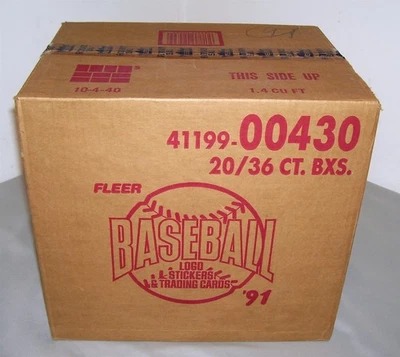 THIS SIDE UP
10-4-40
1.4 CU FT
41199-00430
20/36 CT. BXS.
FLEER
BASEBALL
LOGO
STICKERS
& TRADING CARDS
'91